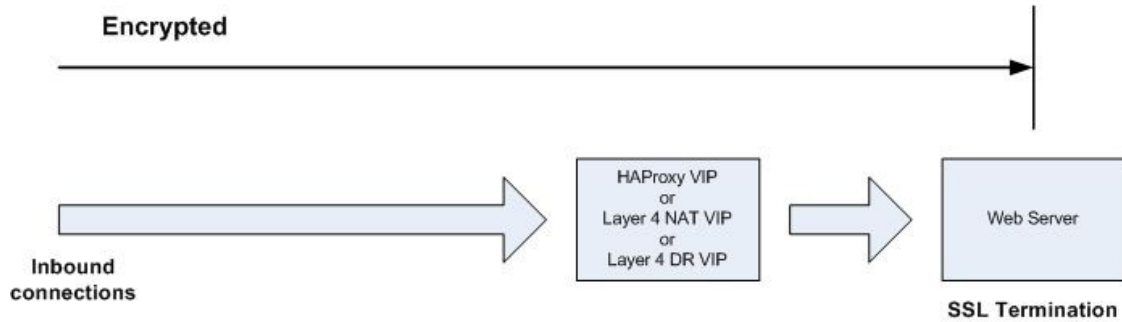 Encrypted
HAProxy VIP
or
Layer 4 NAT VIP
or
Layer 4 DR VIP
Web Server
Inbound
connections
SSL Termination